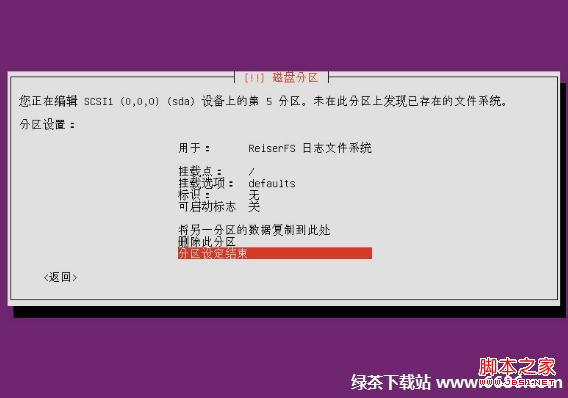 [!!] 磁盘分区
您正在编辑 SCSI1 (0,0,0) (sda) 设备上的第 5 分区。未在此分区上发现已存在的文件系统。
分区设置：
用于： ReiserFS 日志文件系统
挂载点： /
挂载选项： defaults
标识： 无
可启动标志 关
将另一分区的数据复制到此处
删除此分区
分区设定结束
<返回>
脚本之家
www.jb51.net
绿茶下载站